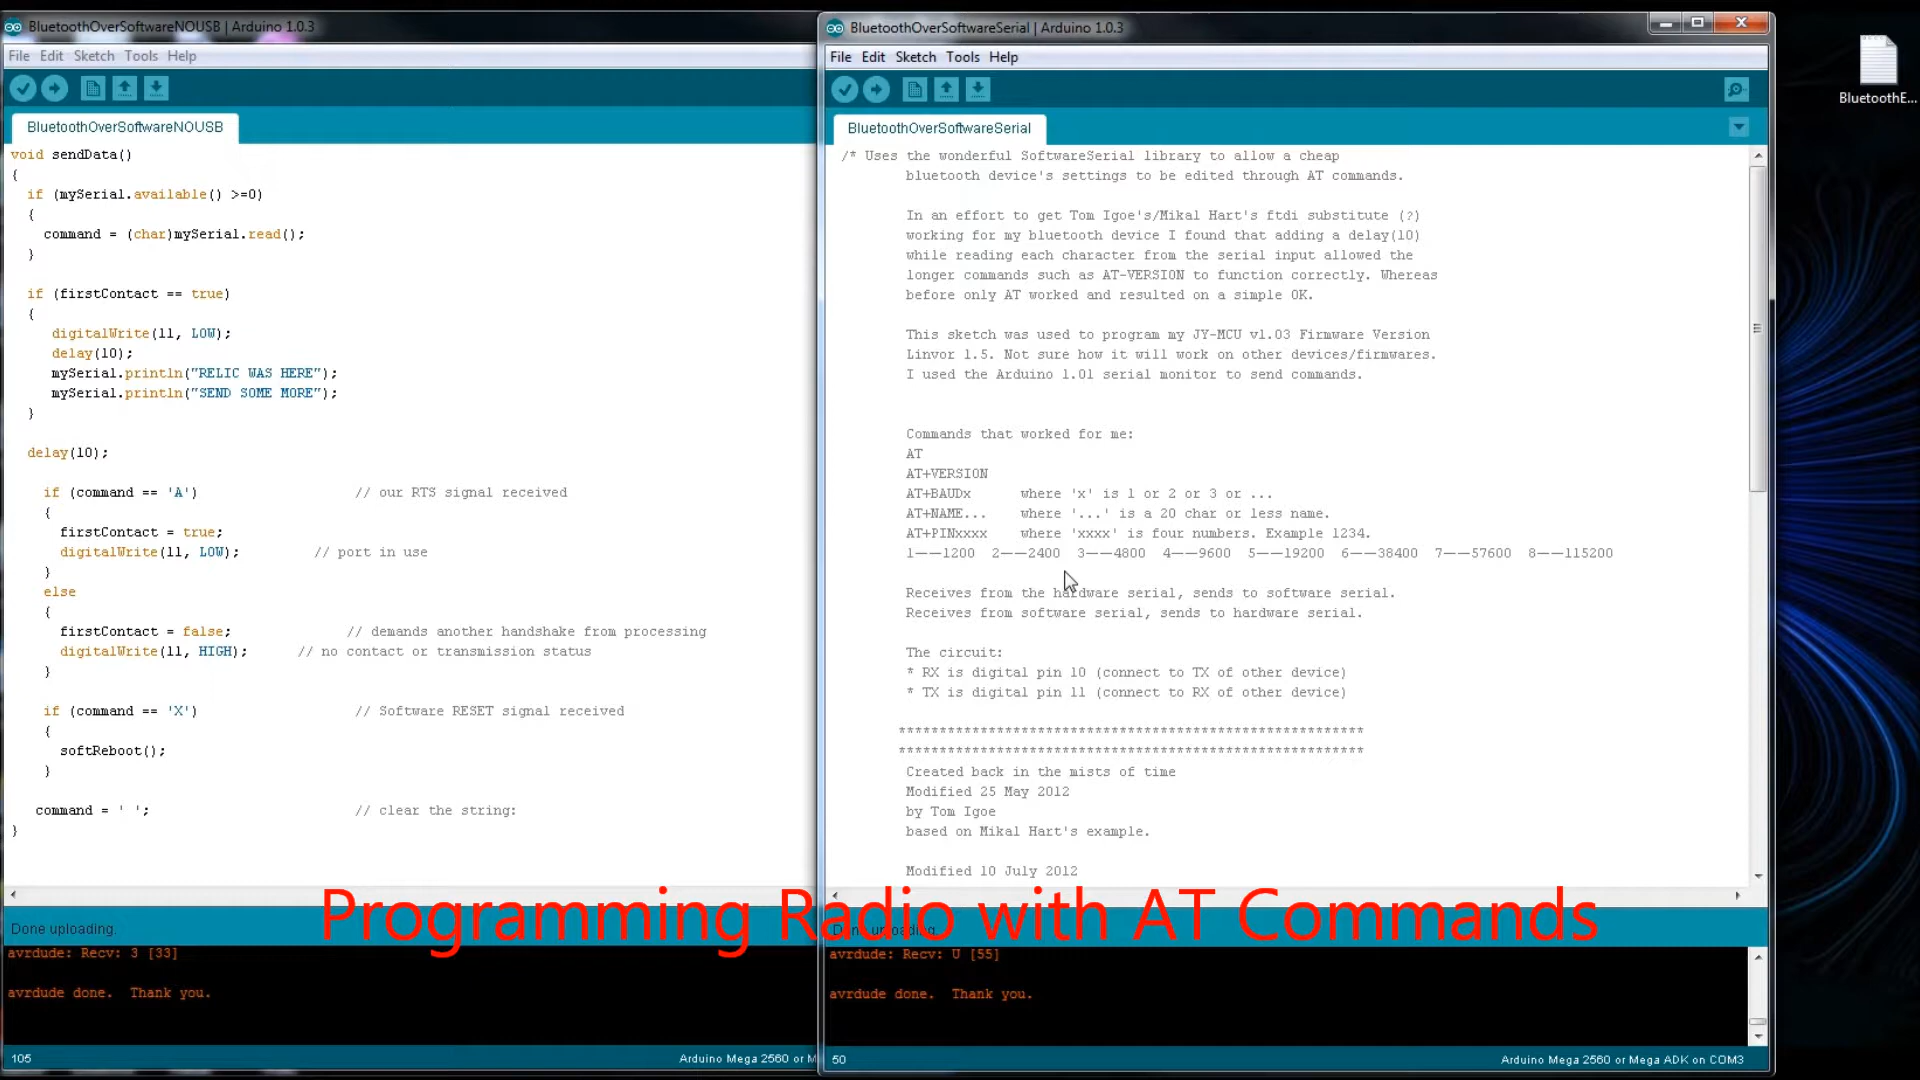 BluetoothOverSoftwareNOUSB | Arduino 1.0.3
File Edit Sketch Tools Help
BluetoothOverSoftwareNOUSB
void sendData()
{
if (mySerial.available() >=0)
{
command = (char)mySerial.read();
}
if (firstContact == true)
{
digitalWrite(11, LOW);
delay(10);
mySerial.println("RELIC WAS HERE");
mySerial.println("SEND SOME MORE");
}
delay(10);
if (command == 'A') // our RTS signal received
{
firstContact = true;
digitalWrite(11, LOW); // port in use
}
else
{
firstContact = false; // demands another handshake from processing
digitalWrite(11, HIGH); // no contact or transmission status
}
if (command == 'X') // Software RESET signal received
{
softReboot();
}
command = ' '; // clear the string:
}
Done uploading.
avrdude: Recv: 3 [33]
avrdude done. Thank you.
105 Arduino Mega 2560 or M
BluetoothOverSoftwareSerial | Arduino 1.0.3
File Edit Sketch Tools Help
BluetoothOverSoftwareSerial
/* Uses the wonderful SoftwareSerial library to allow a cheap
bluetooth device's settings to be edited through AT commands.
In an effort to get Tom Igoe's/Mikal Hart's ftdi substitute (?)
working for my bluetooth device I found that adding a delay(10)
while reading each character from the serial input allowed the
longer commands such as AT-VERSION to function correctly. Whereas
before only AT worked and resulted on a simple OK.
This sketch was used to program my JY-MCU v1.03 Firmware Version
Linvor 1.5. Not sure how it will work on other devices/firmwares.
I used the Arduino 1.01 serial monitor to send commands.
Commands that worked for me:
AT
AT+VERSION
AT+BAUDx where 'x' is 1 or 2 or 3 or ...
AT+NAME... where '...' is a 20 char or less name.
AT+PINxxxx where 'xxxx' is four numbers. Example 1234.
1——1200 2——2400 3——4800 4——9600 5——19200 6——38400 7——57600 8——115200
Receives from the hardware serial, sends to software serial.
Receives from software serial, sends to hardware serial.
The circuit:
* RX is digital pin 10 (connect to TX of other device)
* TX is digital pin 11 (connect to RX of other device)
*********************************************************
*********************************************************
Created back in the mists of time
Modified 25 May 2012
by Tom Igoe
based on Mikal Hart's example.
Modified 10 July 2012
Done uploading.
avrdude: Recv: U [55]
avrdude done. Thank you.
50 Arduino Mega 2560 or Mega ADK on COM3
Programming Radio with AT Commands
BluetoothE...